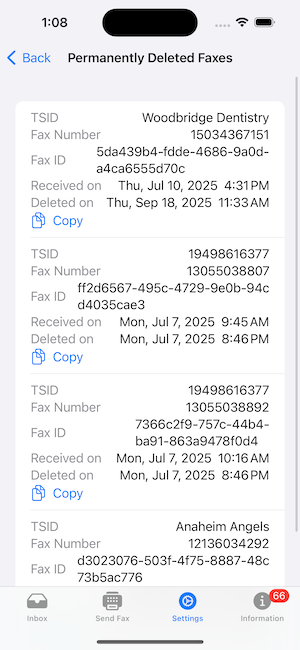 1:08
Back Permanently Deleted Faxes
TSID Woodbridge Dentistry
Fax Number 15034367151
Fax ID 5da439b4-fdde-4686-9a0d-
a4ca6555d70c
Received on Thu, Jul 10, 2025 4:31 PM
Deleted on Thu, Sep 18, 2025 11:33 AM
Copy
TSID 19498616377
Fax Number 13055038807
Fax ID ff2d6567-495c-4729-9e0b-94c
d4035cae3
Received on Mon, Jul 7, 2025 9:45 AM
Deleted on Mon, Jul 7, 2025 8:46 PM
Copy
TSID 19498616377
Fax Number 13055038892
Fax ID 7366c2f9-757c-44b4-
ba91-863a9478f0d4
Received on Mon, Jul 7, 2025 10:16 AM
Deleted on Mon, Jul 7, 2025 8:46 PM
Copy
TSID Anaheim Angels
Fax Number 12136034292
Fax ID d3023076-503f-4f75-8887-48c
73b5ac776
66
Inbox Send Fax Settings Information